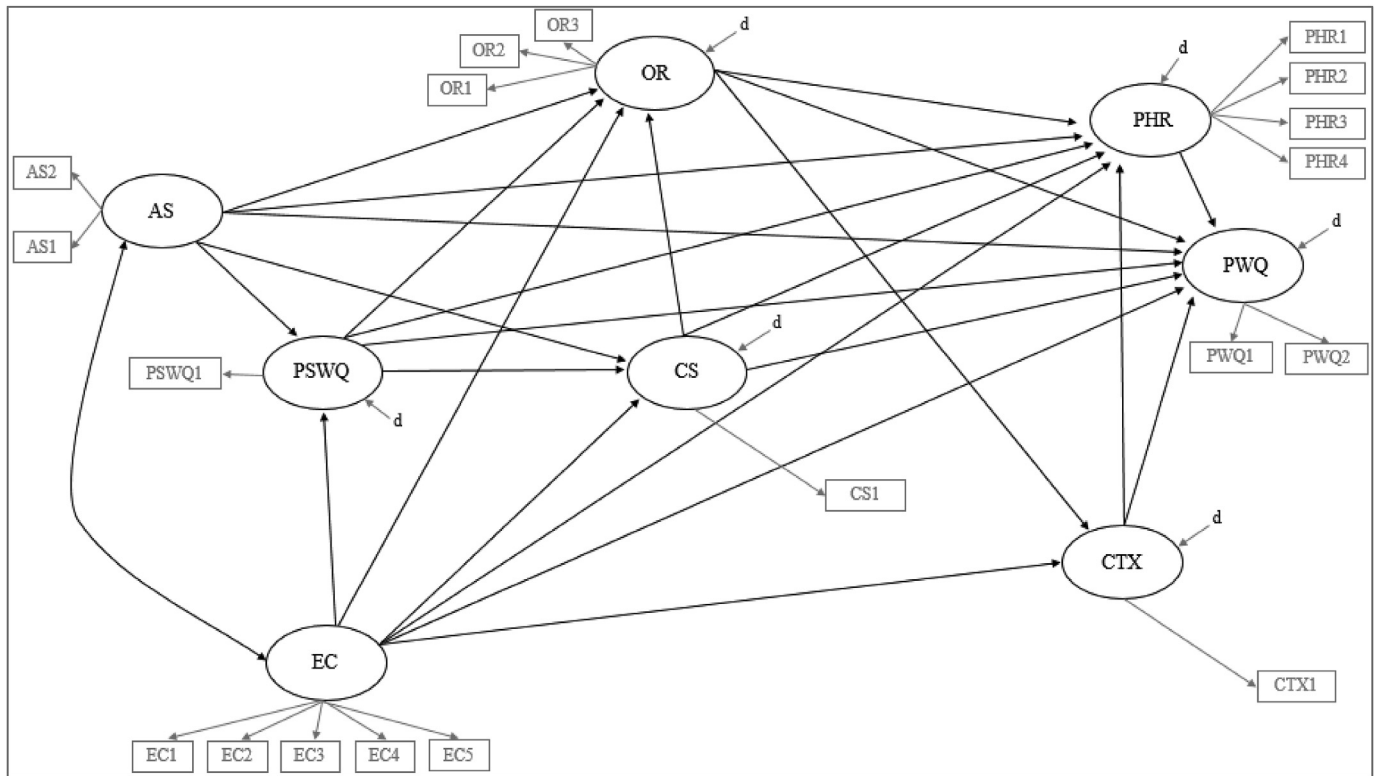 OR3
d
OR2
OR
OR1
d
PHR1
PHR2
PHR
PHR3
PHR4
AS2
AS
AS1
d
PWQ
PWQ1
PWQ2
PSWQ1
PSWQ
d
d
CS
CS1
d
CTX
CTX1
EC
EC1
EC2
EC3
EC4
EC5